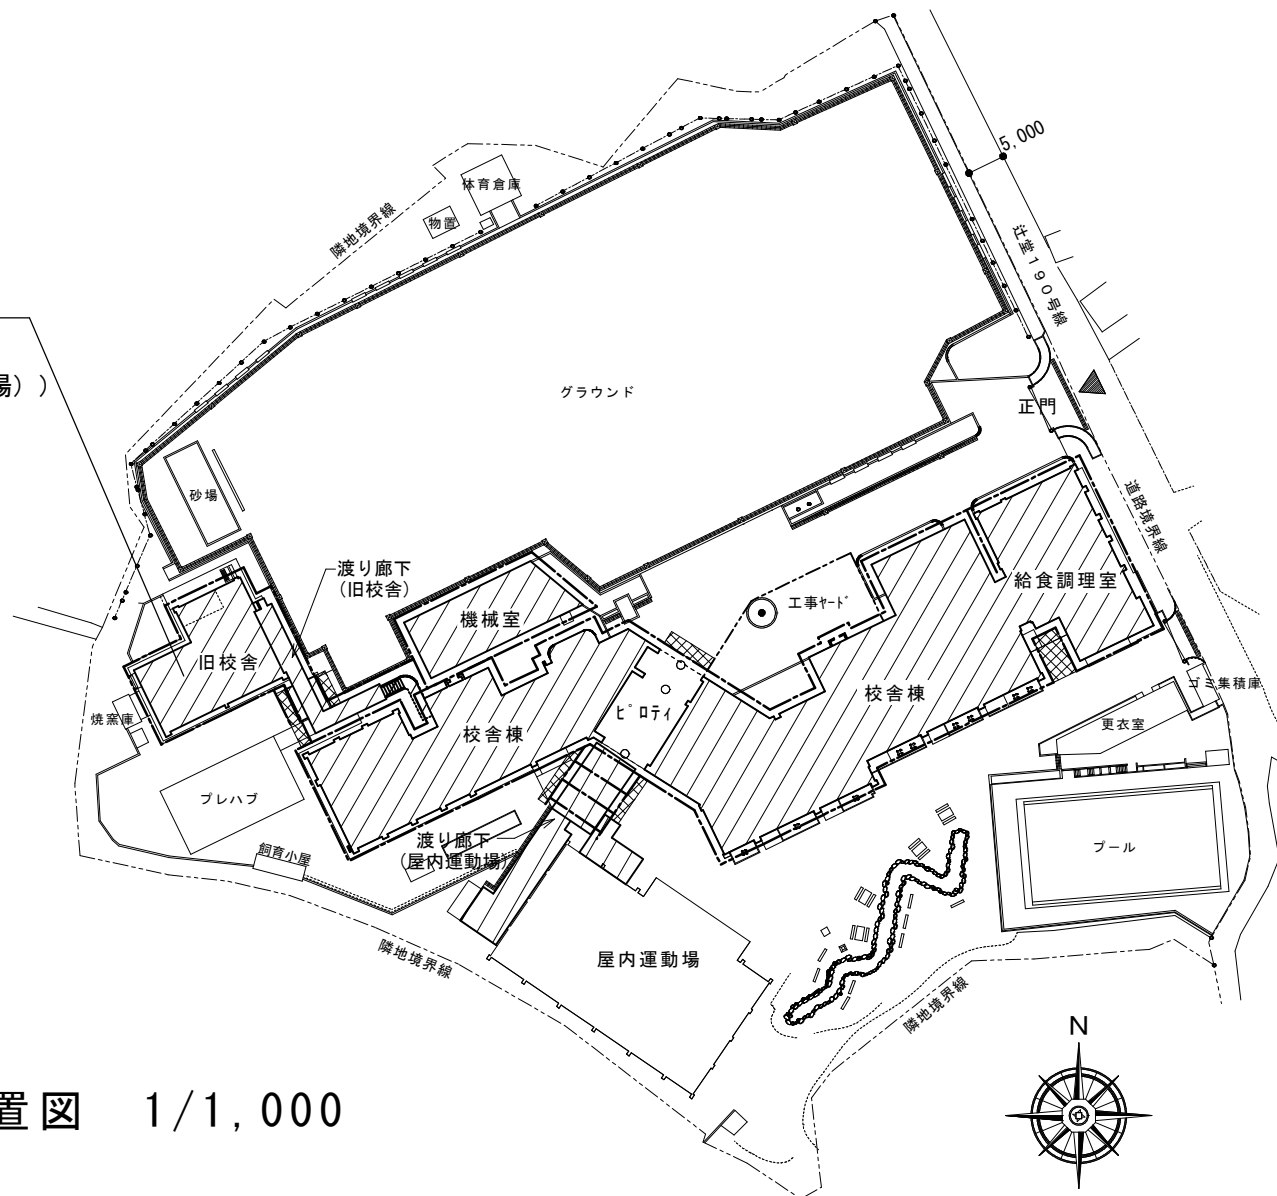 5,000
体育倉庫
物置
隣地境界線
辻堂190号線
場））
グラウンド
正門
砂場
道路境界線
渡り廊下
(旧校舎)
機械室
工事ﾔｰﾄﾞ
給食調理室
旧校舎
校舎棟
ゴミ集積庫
焼窯庫
ﾋﾟﾛﾃｨ
校舎棟
更衣室
プレハブ
渡り廊下
(屋内運動場)
プール
飼育小屋
隣地境界線
屋内運動場
隣地境界線
N
置図　1/1,000